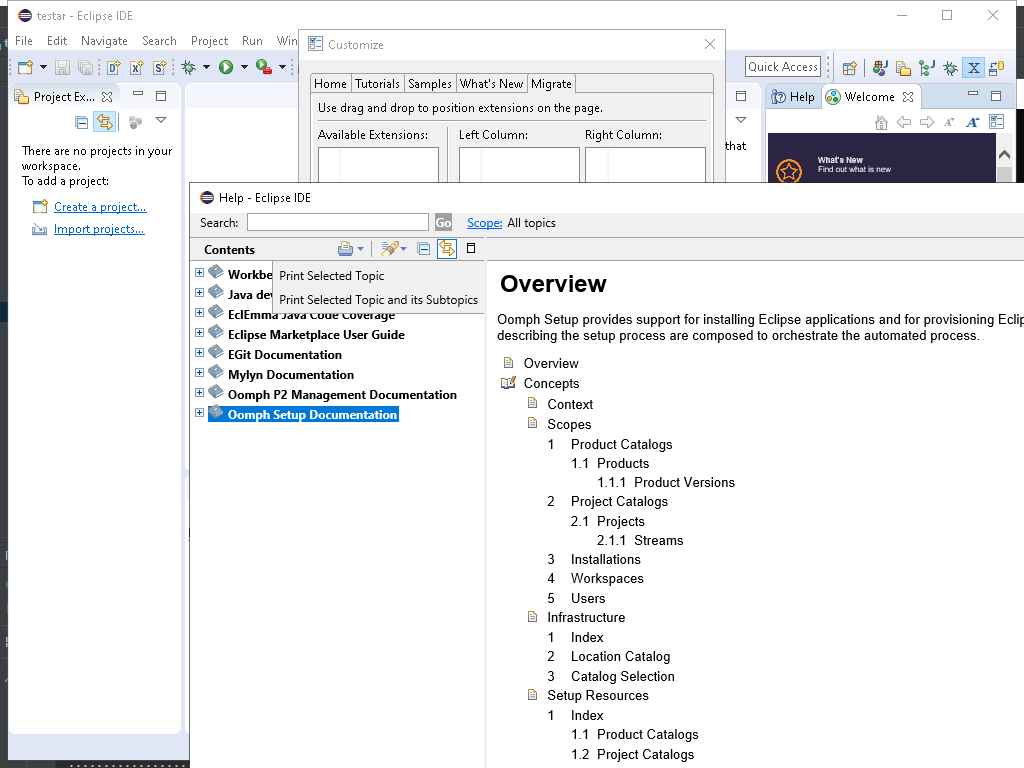 testar - Eclipse IDE
File Edit Navigate Search Project Run Win
Customize
Quick Access
Home Tutorials Samples What's New Migrate
Project Ex...
Help Welcome
Use drag and drop to position extensions on the page.
Available Extensions: Left Column: Right Column:
that
There are no projects in your
workspace.
To add a project:
Create a project...
Import projects...
What's New
Find out what is new
Help - Eclipse IDE
Search: Go Scope: All topics
Contents
Print Selected Topic
Print Selected Topic and its Subtopics
Workbe
Java dev
EclEmma Java Code Coverage
Eclipse Marketplace User Guide
EGit Documentation
Mylyn Documentation
Oomph P2 Management Documentation
Oomph Setup Documentation
Overview
Oomph Setup provides support for installing Eclipse applications and for provisioning Eclip
describing the setup process are composed to orchestrate the automated process.
Overview
Concepts
Context
Scopes
1 Product Catalogs
1.1 Products
1.1.1 Product Versions
2 Project Catalogs
2.1 Projects
2.1.1 Streams
3 Installations
4 Workspaces
5 Users
Infrastructure
1 Index
2 Location Catalog
3 Catalog Selection
Setup Resources
1 Index
1.1 Product Catalogs
1.2 Project Catalogs